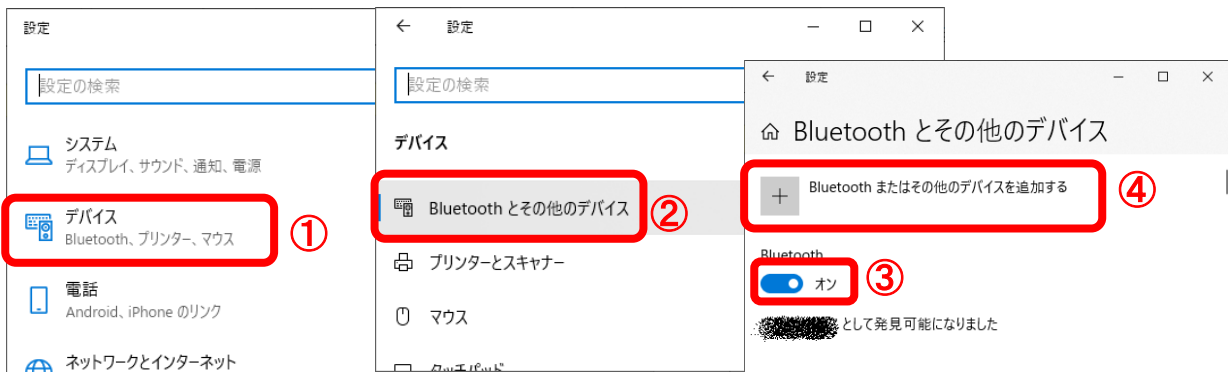 設定
設定の検索
システム
ディスプレイ、サウンド、通知、電源
デバイス
Bluetooth、プリンター、マウス
①
電話
Android、iPhone のリンク
ネットワークとインターネット
設定
設定の検索
デバイス
Bluetooth とその他のデバイス
②
プリンターとスキャナー
マウス
タッチパッド
設定
Bluetooth とその他のデバイス
Bluetooth またはその他のデバイスを追加する
④
Bluetooth
オン
③
として発見可能になりました